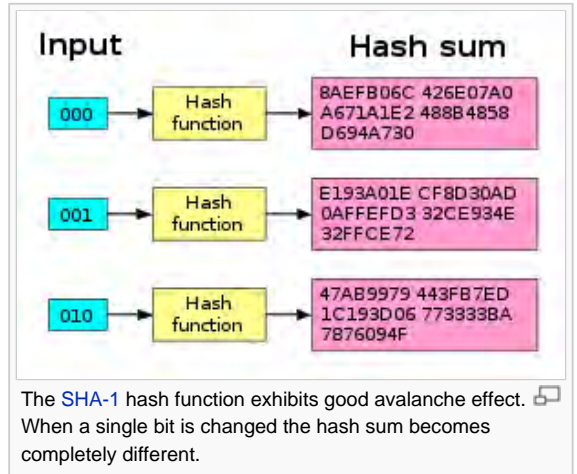 Input Hash sum
000 Hash function 8AEFB06C 426E07A0
A671A1E2 488B4858
D694A730
001 Hash function E193A01E CF8D30AD
0AFFEFD3 32CE934E
32FFCE72
010 Hash function 47AB9979 443FB7ED
1C193D06 773333BA
7876094F
The SHA-1 hash function exhibits good avalanche effect.
When a single bit is changed the hash sum becomes
completely different.